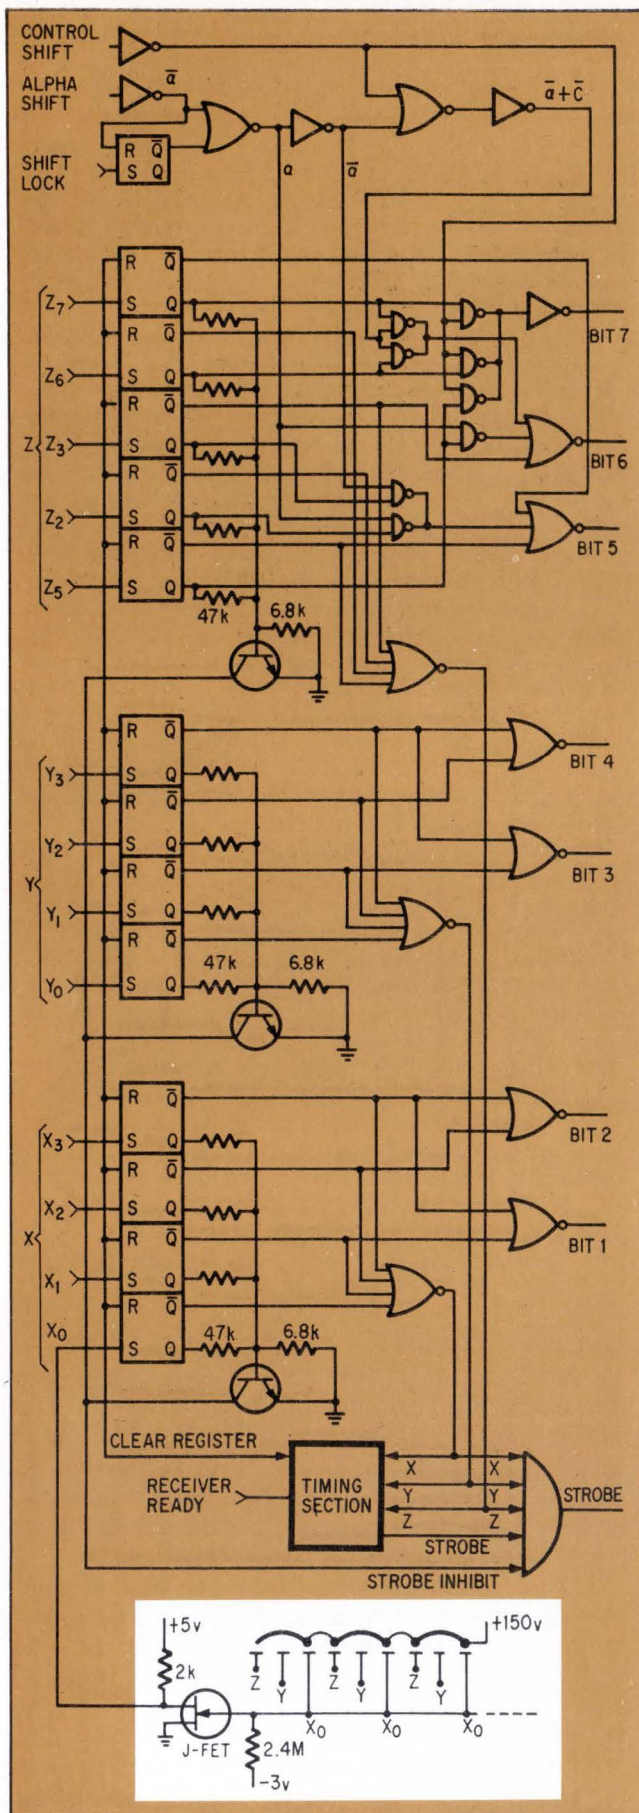 CONTROL
SHIFT
ALPHA
SHIFT
SHIFT
LOCK
ᾱ
R Q̄
S Q
α
ᾱ
ᾱ+C̄
R Q̄
Z7 S Q
R Q̄
Z6 S Q
R Q̄
Z Z3 S Q
R Q̄
Z2 S Q
R Q̄
Z5 S Q
47k
6.8k
BIT 7
BIT 6
BIT 5
R Q̄
Y3 S Q
R Q̄
Y2 S Q
R Q̄
Y Y1 S Q
R Q̄
Y0 S Q
47k 6.8k
BIT 4
BIT 3
R Q̄
X3 S Q
R Q̄
X2 S Q
R Q̄
X X1 S Q
R Q̄
X0 S Q
47k 6.8k
BIT 2
BIT 1
CLEAR REGISTER
RECEIVER
READY
TIMING
SECTION
X X
Y Y
Z Z
STROBE
STROBE
STROBE INHIBIT
+5v
2k
J-FET
+150v
Z Y X0 Z Y X0 Z Y X0
2.4M
-3v